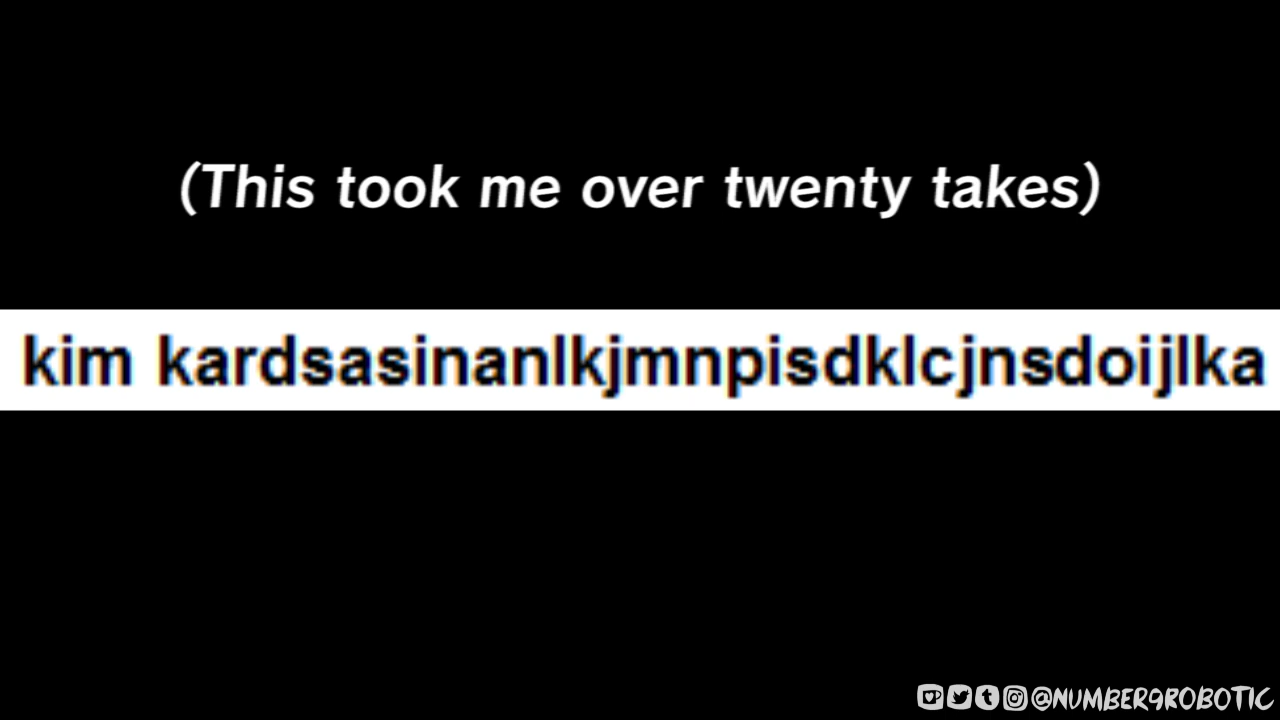 (This took me over twenty takes)
kim kardsasinanlkjmnpisdklcjnsdoijlka
@NUMBER9ROBOTIC